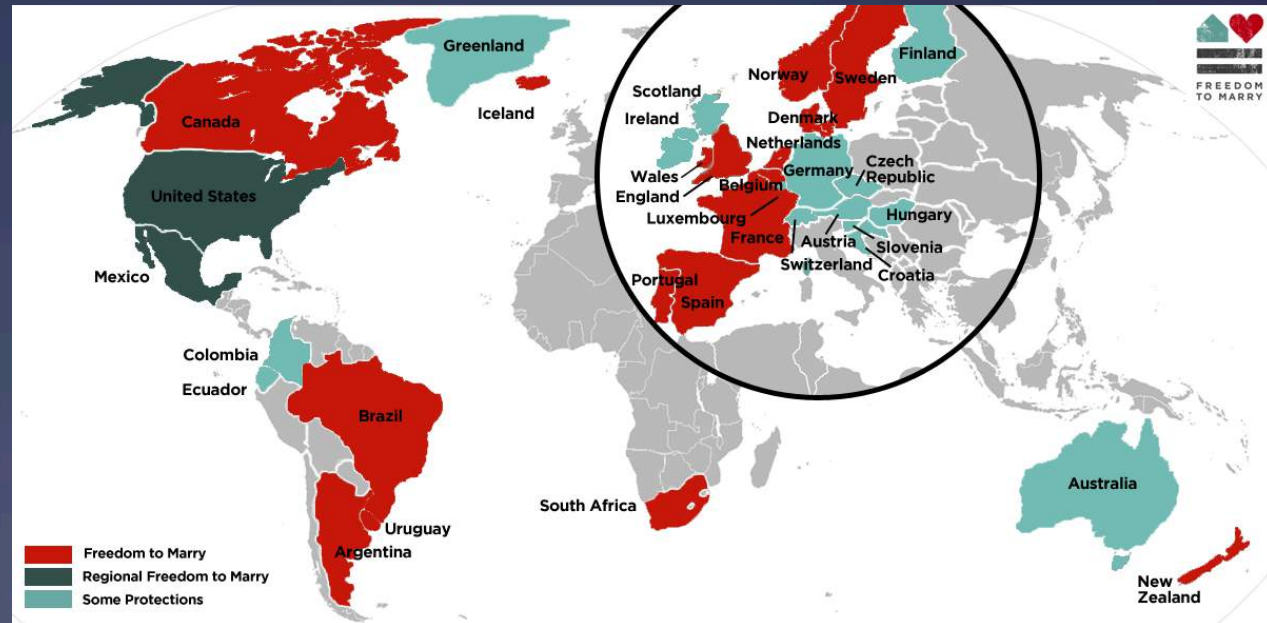 Greenland
Iceland
Canada
United States
Mexico
Colombia
Ecuador
Brazil
Uruguay
Argentina
Scotland
Ireland
Wales
England
Norway
Sweden
Finland
Denmark
Netherlands
Belgium
Luxembourg
Germany
Czech
Republic
France
Austria
Switzerland
Hungary
Slovenia
Croatia
Portugal
Spain
South Africa
Australia
New
Zealand
FREEDOM
TO MARRY
Freedom to Marry
Regional Freedom to Marry
Some Protections